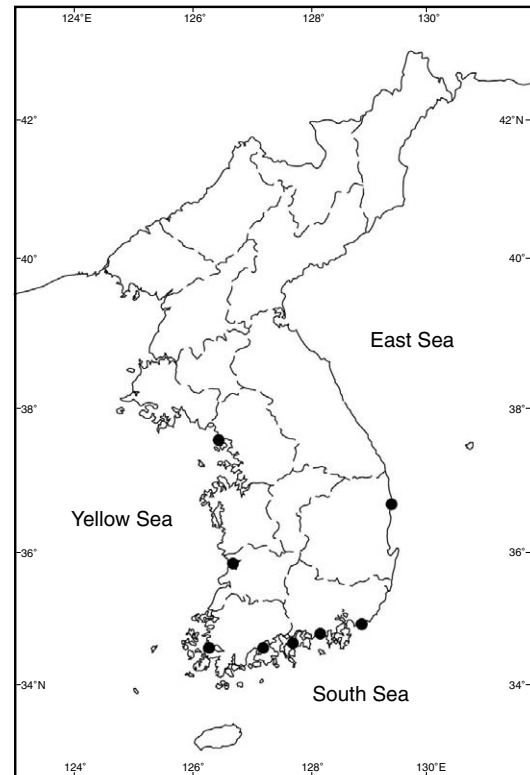 124˚E 126˚ 128˚ 130˚
42˚ 42˚N
40˚ 40˚
East Sea
38˚ 38˚
Yellow Sea
36˚ 36˚
34˚N 34˚
South Sea
124˚ 126˚ 128˚ 130˚E